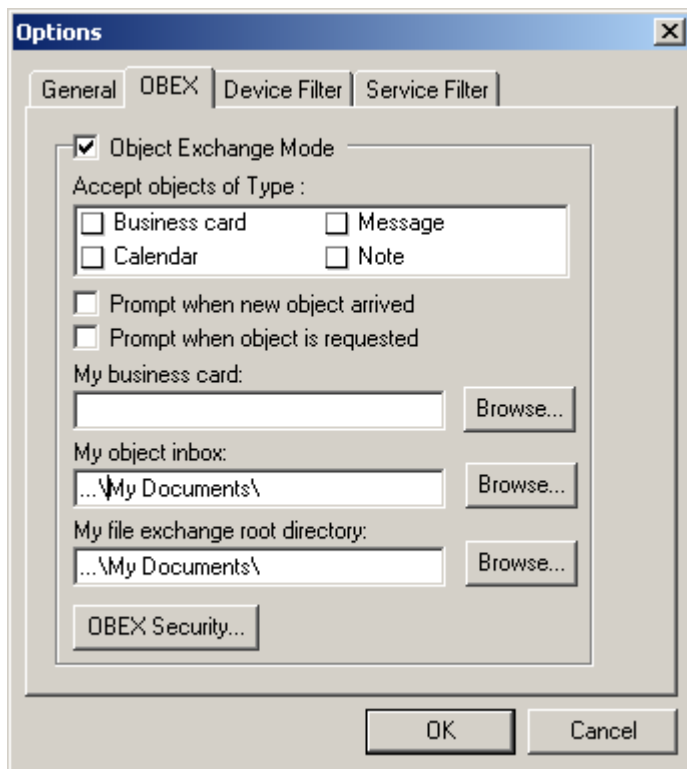 Options
General OBEX Device Filter Service Filter
Object Exchange Mode
Accept objects of Type :
Business card Message
Calendar Note
Prompt when new object arrived
Prompt when object is requested
My business card:
Browse...
My object inbox:
...\My Documents\ Browse...
My file exchange root directory:
...\My Documents\ Browse...
OBEX Security...
OK Cancel